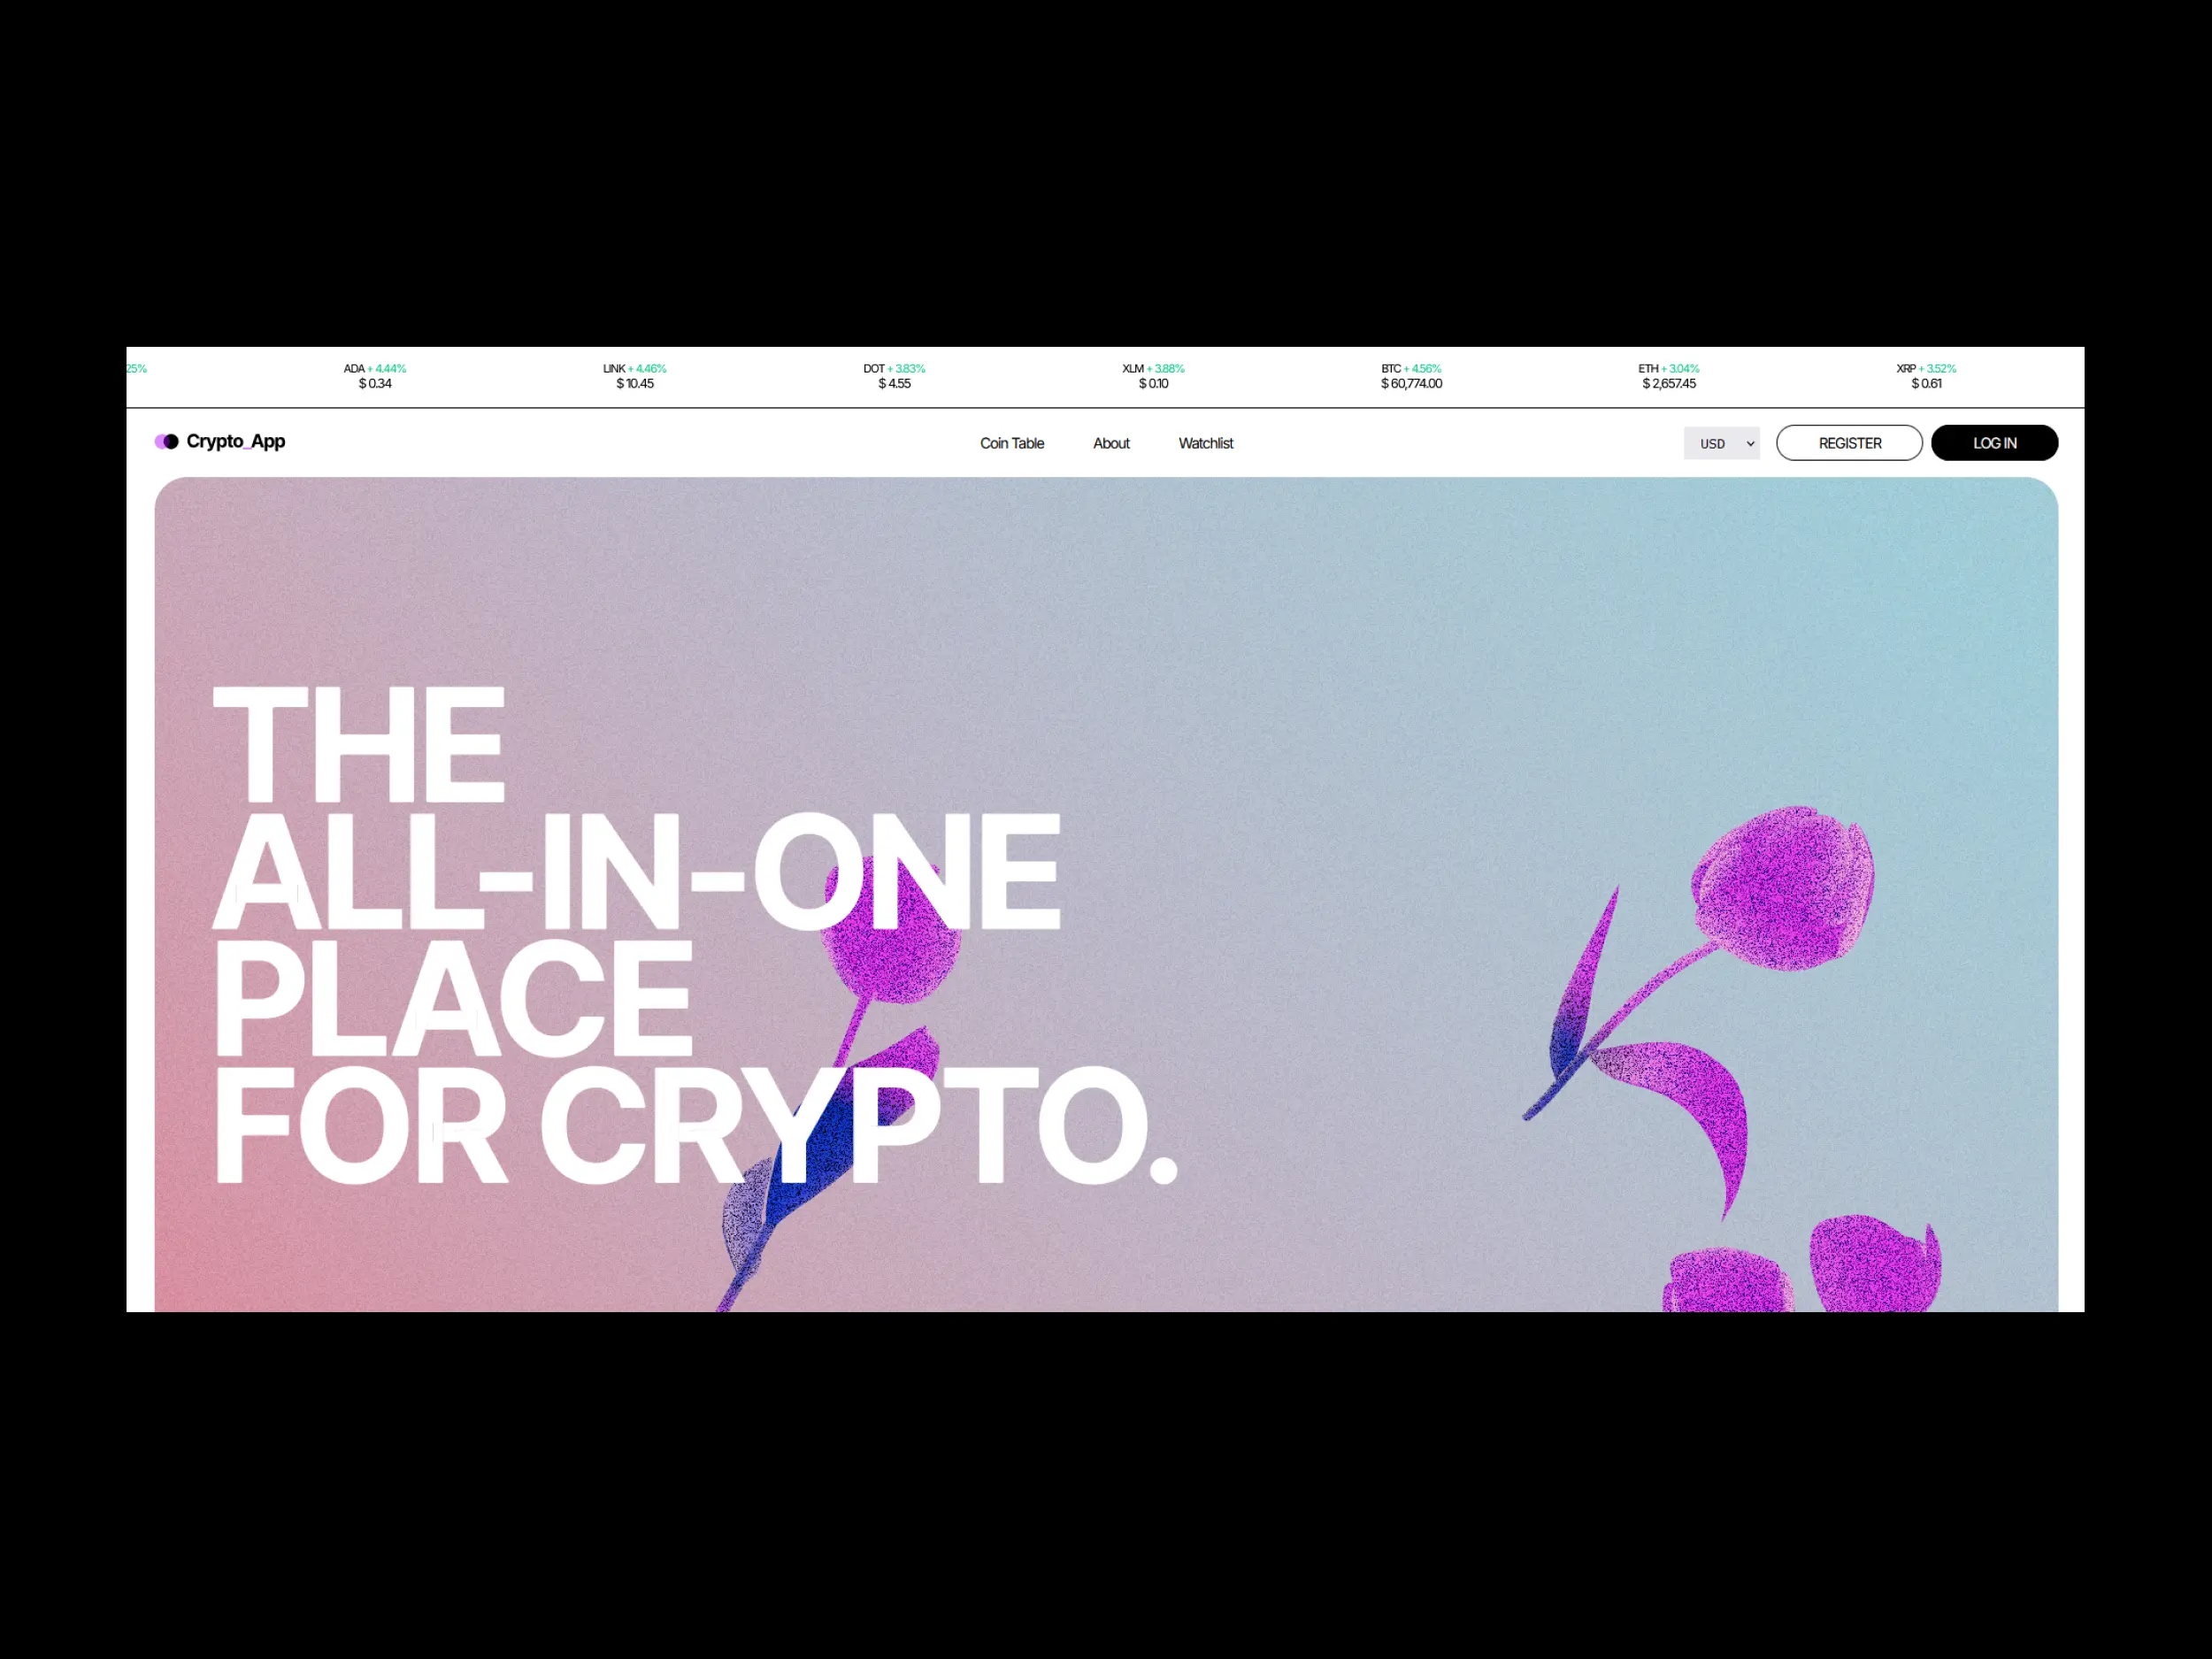 25%
ADA + 4.44%
$ 0.34
LINK + 4.46%
$ 10.45
DOT + 3.83%
$ 4.55
XLM + 3.88%
$ 0.10
BTC + 4.56%
$ 60,774.00
ETH + 3.04%
$ 2,657.45
XRP + 3.52%
$ 0.61
Crypto_App
Coin Table
About
Watchlist
USD
REGISTER
LOG IN
THE
ALL-IN-ONE
PLACE
FOR CRYPTO.